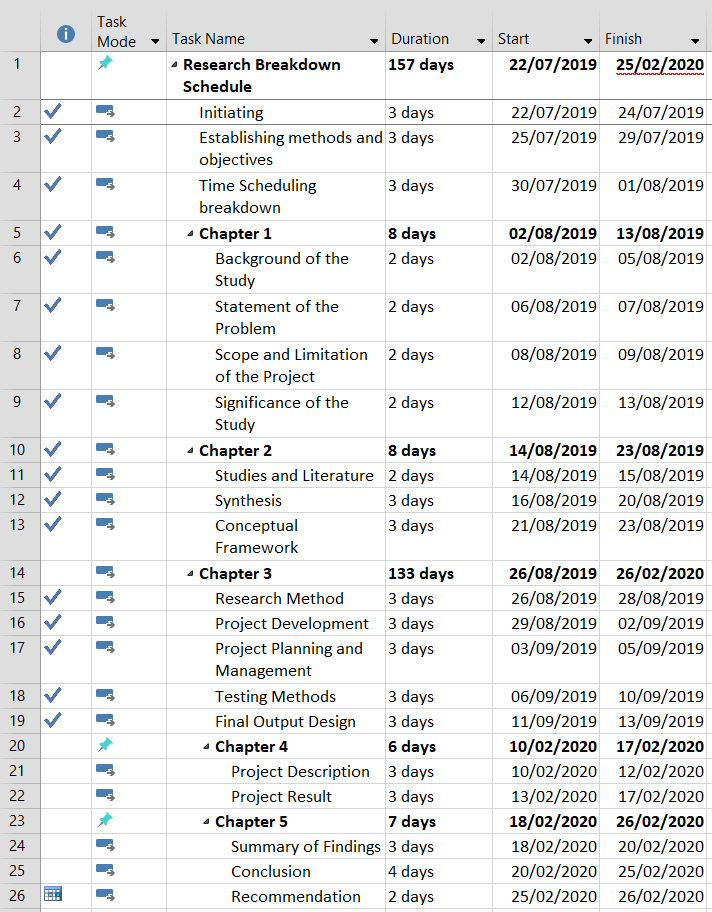 Task Mode Task Name Duration Start Finish
1 Research Breakdown Schedule 157 days 22/07/2019 25/02/2020
2 Initiating 3 days 22/07/2019 24/07/2019
3 Establishing methods and objectives 3 days 25/07/2019 29/07/2019
4 Time Scheduling breakdown 3 days 30/07/2019 01/08/2019
5 Chapter 1 8 days 02/08/2019 13/08/2019
6 Background of the Study 2 days 02/08/2019 05/08/2019
7 Statement of the Problem 2 days 06/08/2019 07/08/2019
8 Scope and Limitation of the Project 2 days 08/08/2019 09/08/2019
9 Significance of the Study 2 days 12/08/2019 13/08/2019
10 Chapter 2 8 days 14/08/2019 23/08/2019
11 Studies and Literature 2 days 14/08/2019 15/08/2019
12 Synthesis 3 days 16/08/2019 20/08/2019
13 Conceptual Framework 3 days 21/08/2019 23/08/2019
14 Chapter 3 133 days 26/08/2019 26/02/2020
15 Research Method 3 days 26/08/2019 28/08/2019
16 Project Development 3 days 29/08/2019 02/09/2019
17 Project Planning and Management 3 days 03/09/2019 05/09/2019
18 Testing Methods 3 days 06/09/2019 10/09/2019
19 Final Output Design 3 days 11/09/2019 13/09/2019
20 Chapter 4 6 days 10/02/2020 17/02/2020
21 Project Description 3 days 10/02/2020 12/02/2020
22 Project Result 3 days 13/02/2020 17/02/2020
23 Chapter 5 7 days 18/02/2020 26/02/2020
24 Summary of Findings 3 days 18/02/2020 20/02/2020
25 Conclusion 4 days 20/02/2020 25/02/2020
26 Recommendation 2 days 25/02/2020 26/02/2020